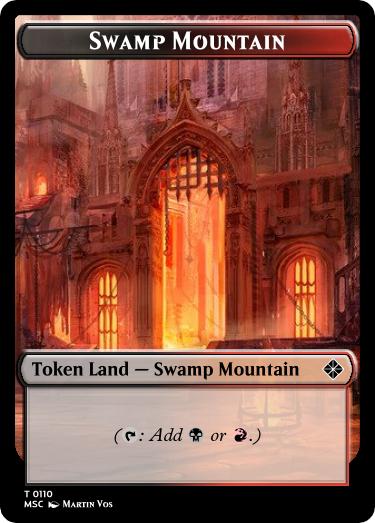 Swamp Mountain
Token Land — Swamp Mountain
(: Add or .)
T 0110
MSC Martin Vos